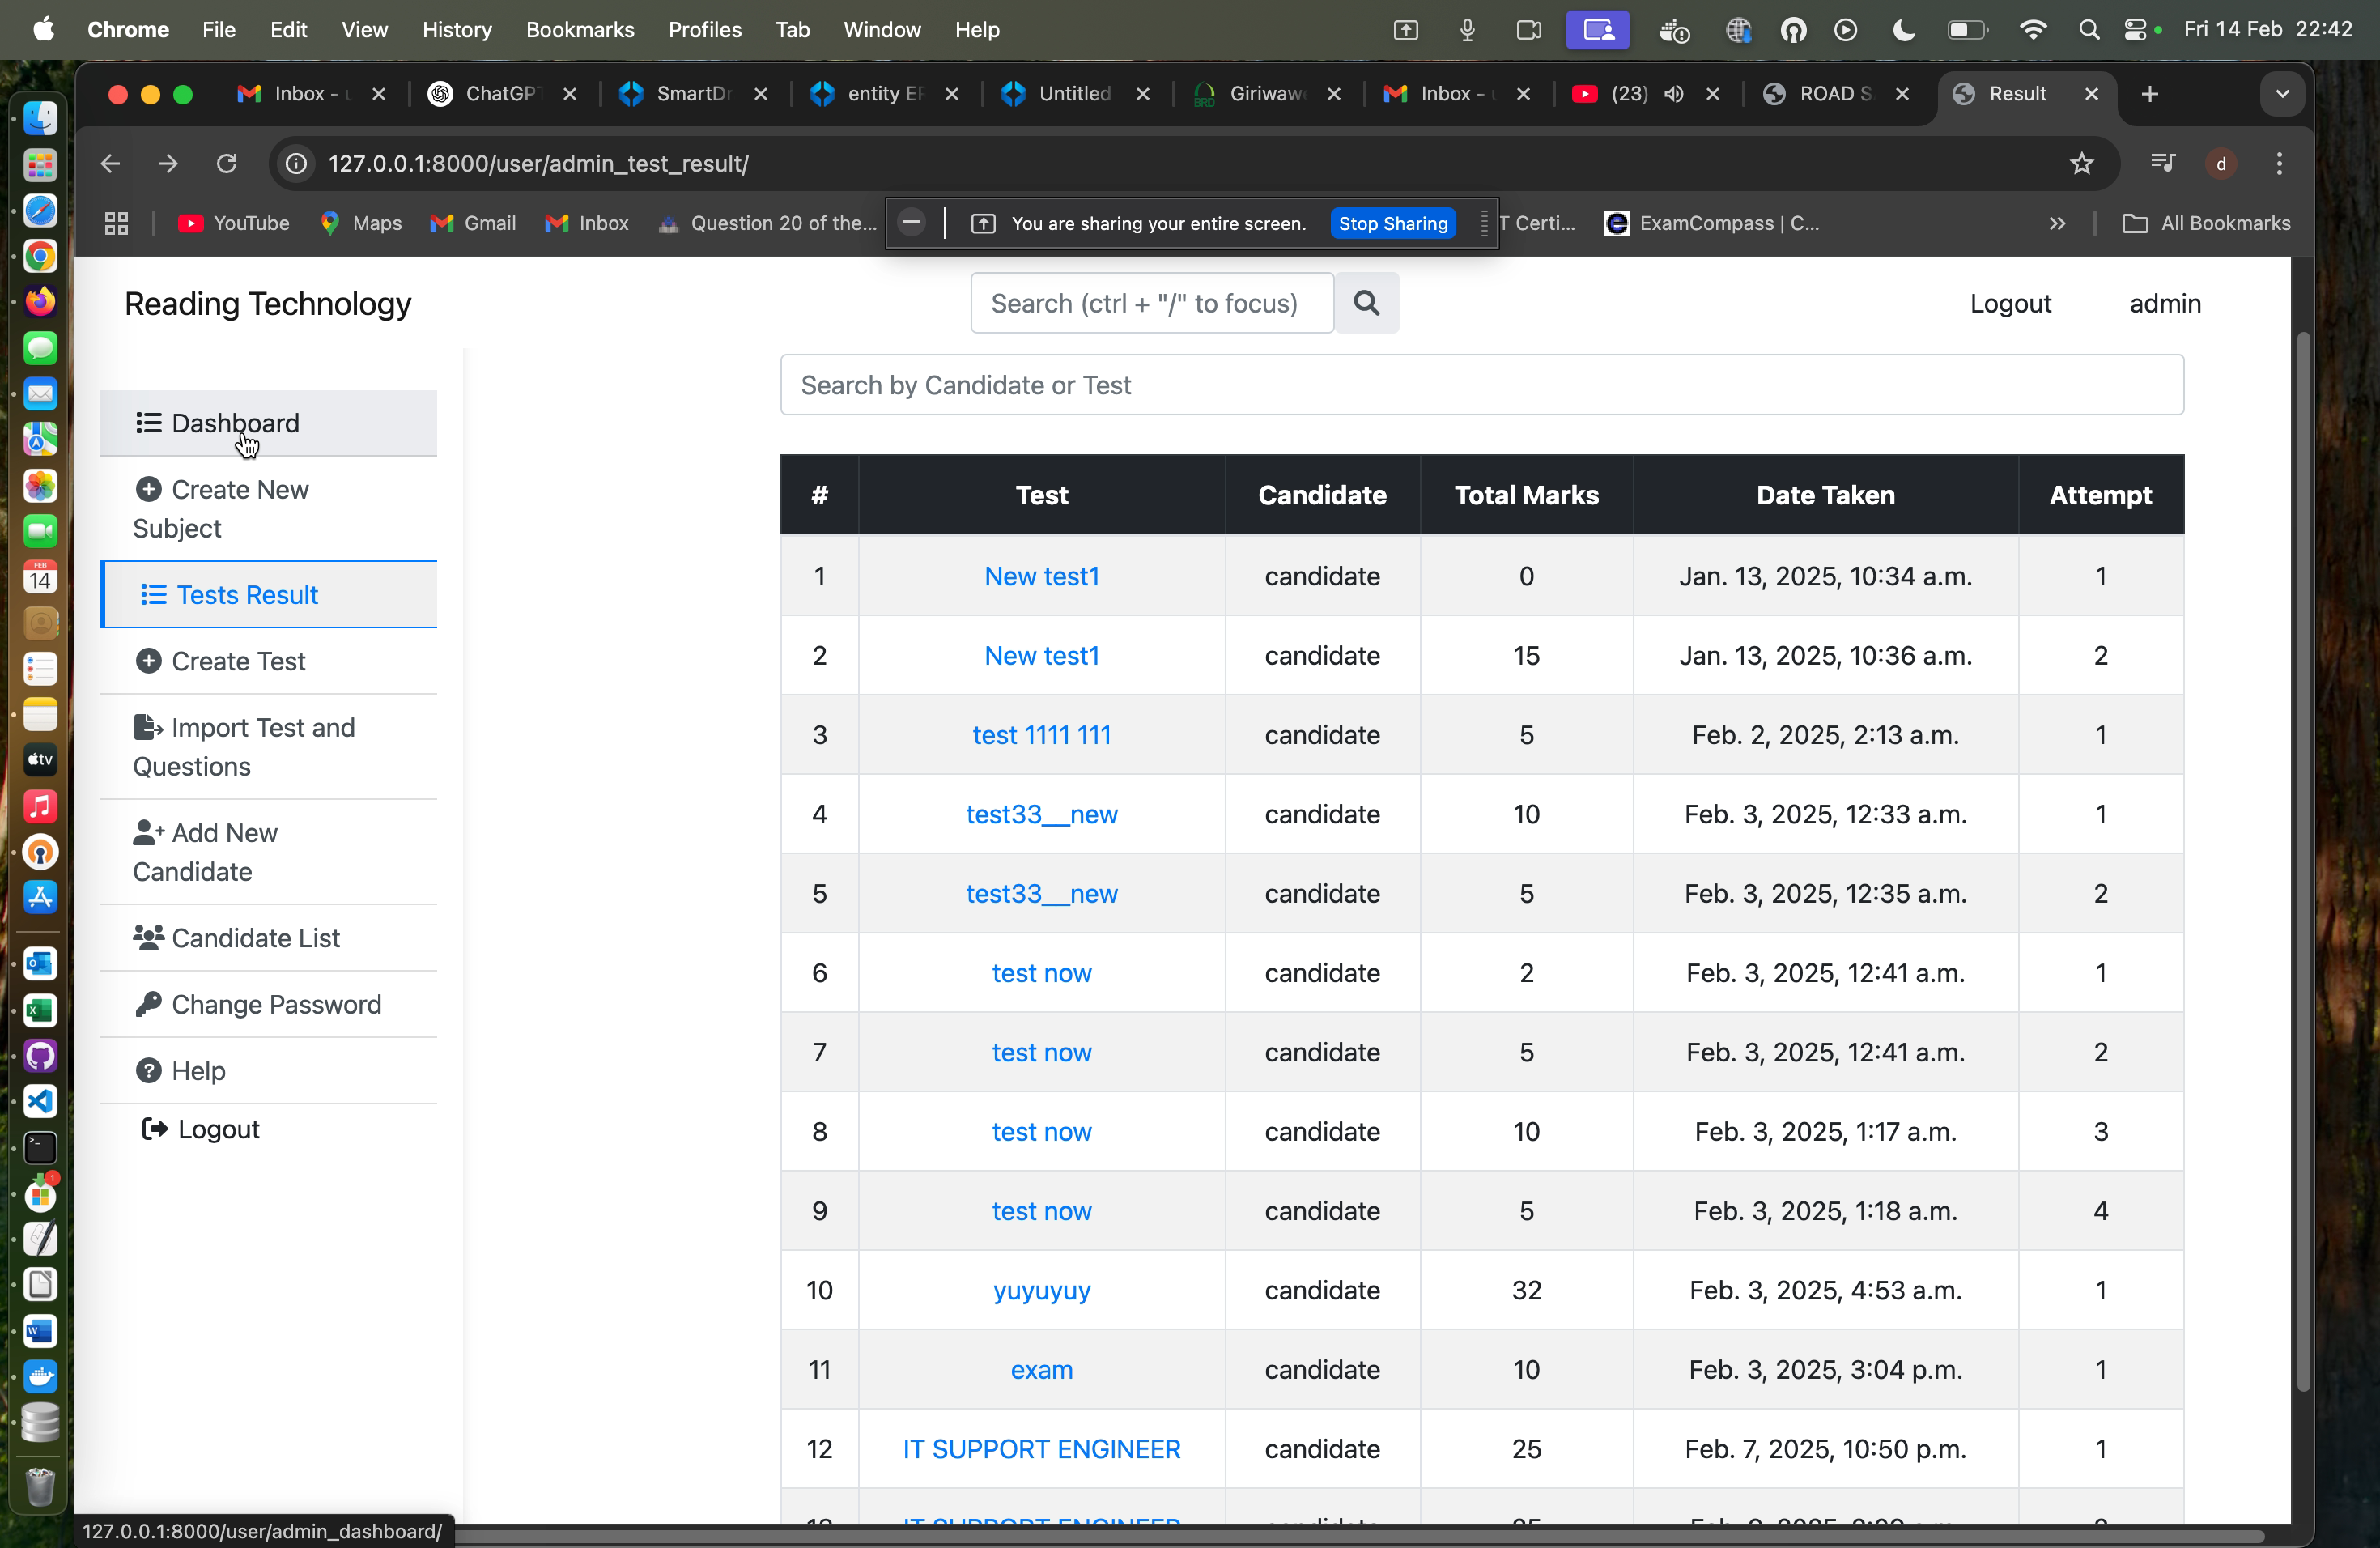 Chrome File Edit View History Bookmarks Profiles Tab Window Help Fri 14 Feb 22:42
Inbox - ChatGP SmartDr entity E Untitled Giriwaw Inbox - (23) ROAD S Result
127.0.0.1:8000/user/admin_test_result/ d
YouTube Maps Gmail Inbox Question 20 of the... You are sharing your entire screen. Stop Sharing T Certi... ExamCompass | C... All Bookmarks
Reading Technology Search (ctrl + "/" to focus) Logout admin
Search by Candidate or Test
Dashboard
Create New
Subject
Tests Result
Create Test
Import Test and
Questions
Add New
Candidate
Candidate List
Change Password
Help
Logout
# Test Candidate Total Marks Date Taken Attempt
1 New test1 candidate 0 Jan. 13, 2025, 10:34 a.m. 1
2 New test1 candidate 15 Jan. 13, 2025, 10:36 a.m. 2
3 test 1111 111 candidate 5 Feb. 2, 2025, 2:13 a.m. 1
4 test33__new candidate 10 Feb. 3, 2025, 12:33 a.m. 1
5 test33__new candidate 5 Feb. 3, 2025, 12:35 a.m. 2
6 test now candidate 2 Feb. 3, 2025, 12:41 a.m. 1
7 test now candidate 5 Feb. 3, 2025, 12:41 a.m. 2
8 test now candidate 10 Feb. 3, 2025, 1:17 a.m. 3
9 test now candidate 5 Feb. 3, 2025, 1:18 a.m. 4
10 yuyuyuy candidate 32 Feb. 3, 2025, 4:53 a.m. 1
11 exam candidate 10 Feb. 3, 2025, 3:04 p.m. 1
12 IT SUPPORT ENGINEER candidate 25 Feb. 7, 2025, 10:50 p.m. 1
127.0.0.1:8000/user/admin_dashboard/
FEB
14
tv
1